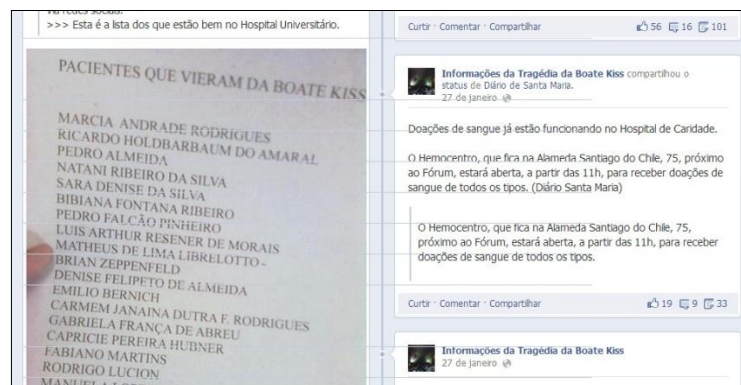 via redes sociais.
>>> Esta é a lista dos que estão bem no Hospital Universitário.
PACIENTES QUE VIERAM DA BOATE KISS
MARCIA ANDRADE RODRIGUES
RICARDO HOLDBARBAUM DO AMARAL
PEDRO ALMEIDA
NATANI RIBEIRO DA SILVA
SARA DENISE DA SILVA
BIBIANA FONTANA RIBEIRO
PEDRO FALCÃO PINHEIRO
LUIS ARTHUR RESENER DE MORAIS
MATHEUS DE LIMA LIBRELOTTO -
BRIAN ZEPPENFELD
DENISE FELIPETO DE ALMEIDA
EMILIO BERNICH
CARMEM JANAINA DUTRA F. RODRIGUES
GABRIELA FRANÇA DE ABREU
CAPRICIE PEREIRA HUBNER
FABIANO MARTINS
RODRIGO LUCION
MANUELA
Curtir · Comentar · Compartilhar 56 16 101
Informações da Tragédia da Boate Kiss compartilhou o
status de Diário de Santa Maria.
27 de janeiro
Doações de sangue já estão funcionando no Hospital de Caridade.
O Hemocentro, que fica na Alameda Santiago do Chile, 75, próximo
ao Fórum, estará aberta, a partir das 11h, para receber doações de
sangue de todos os tipos. (Diário Santa Maria)
O Hemocentro, que fica na Alameda Santiago do Chile, 75,
próximo ao Fórum, estará aberta, a partir das 11h, para receber
doações de sangue de todos os tipos.
Curtir · Comentar · Compartilhar 19 9 33
Informações da Tragédia da Boate Kiss
27 de janeiro